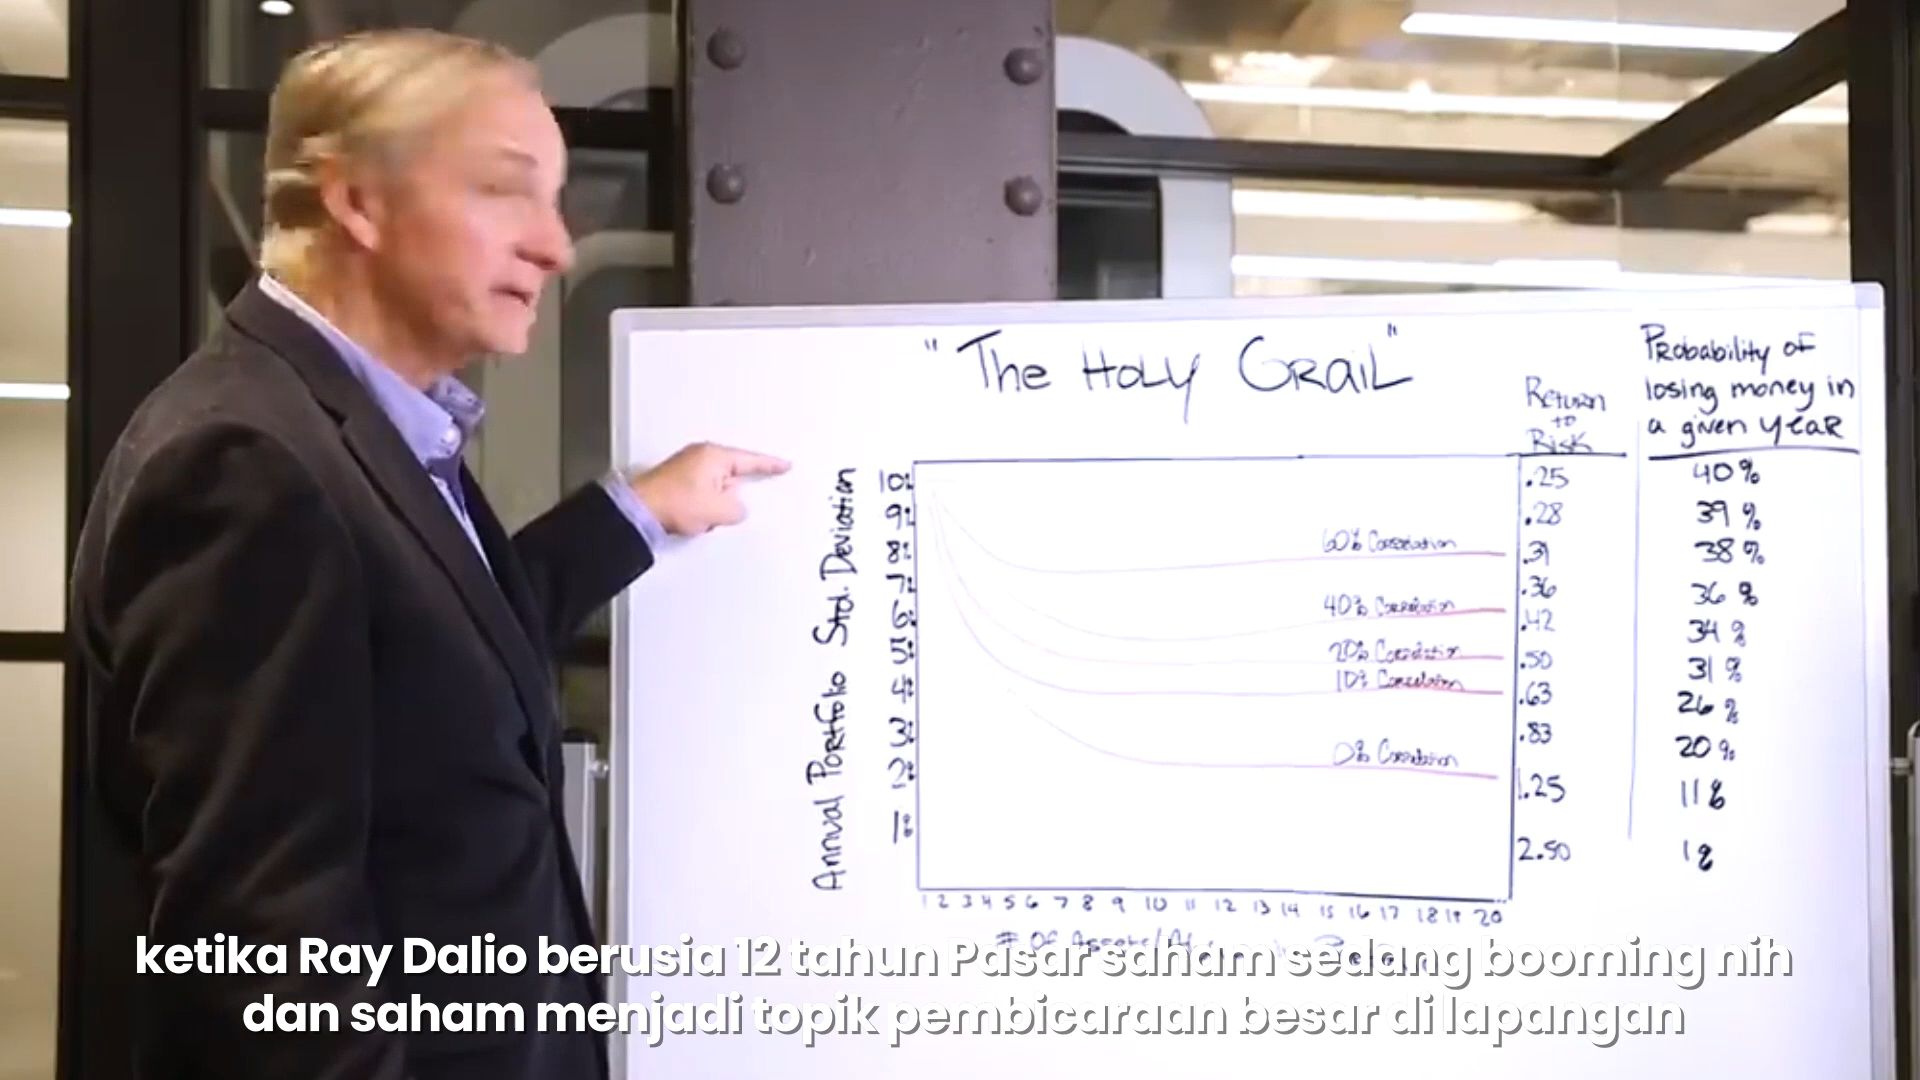 "The Holy Grail"
Return
to
Risk
Probability of
losing money in
a given year
Annual Portfolio Std. Deviation
10%
9%
8%
7%
6%
5%
4%
3%
2%
1%
60% Correlation
40% Correlation
20% Correlation
10% Correlation
0% Correlation
.25
.28
.31
.36
.42
.50
.63
.83
1.25
2.50
40%
39%
38%
36%
34%
31%
26%
20%
11%
1%
1 2 3 4 5 6 7 8 9 10 11 12 13 14 15 16 17 18 19 20
# Of Assets/
ketika Ray Dalio berusia 12 tahun Pasar saham sedang booming nih
dan saham menjadi topik pembicaraan besar di lapangan